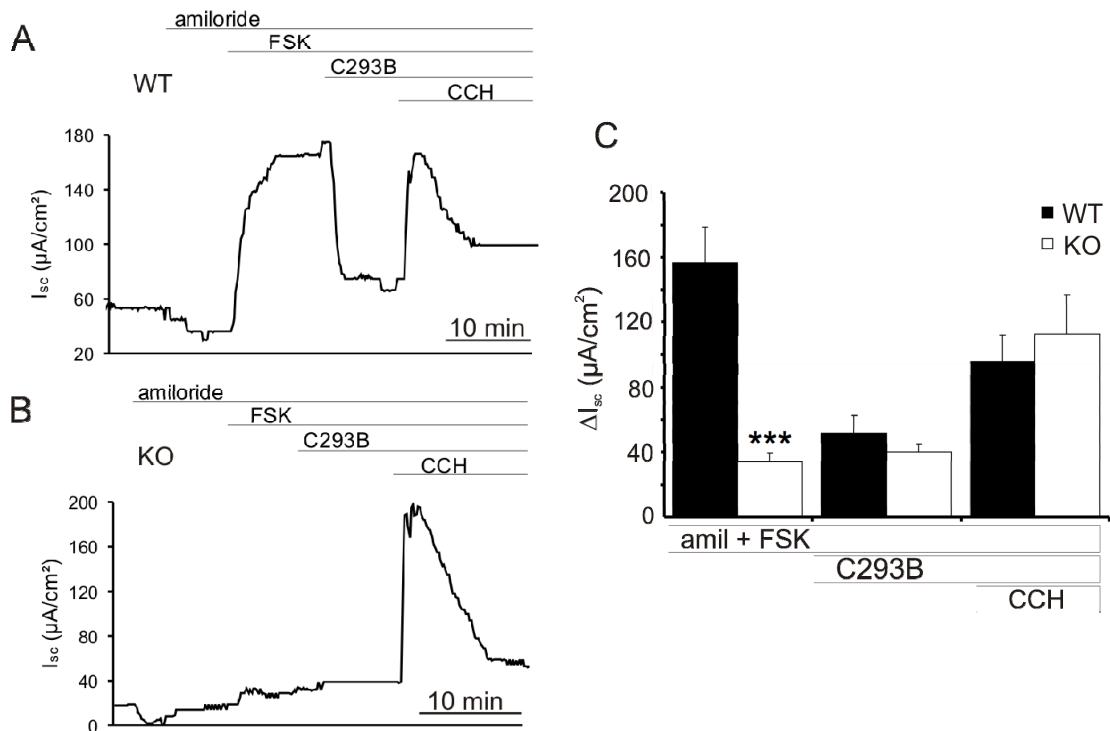 A
amiloride
FSK
C293B
CCH
WT
180
140
100
60
20
Isc (µA/cm²)
10 min
B
amiloride
FSK
C293B
CCH
KO
200
160
120
80
40
0
Isc (µA/cm²)
10 min
C
200
160
120
80
40
0
ΔIsc (µA/cm²)
WT
KO
***
amil + FSK
C293B
CCH